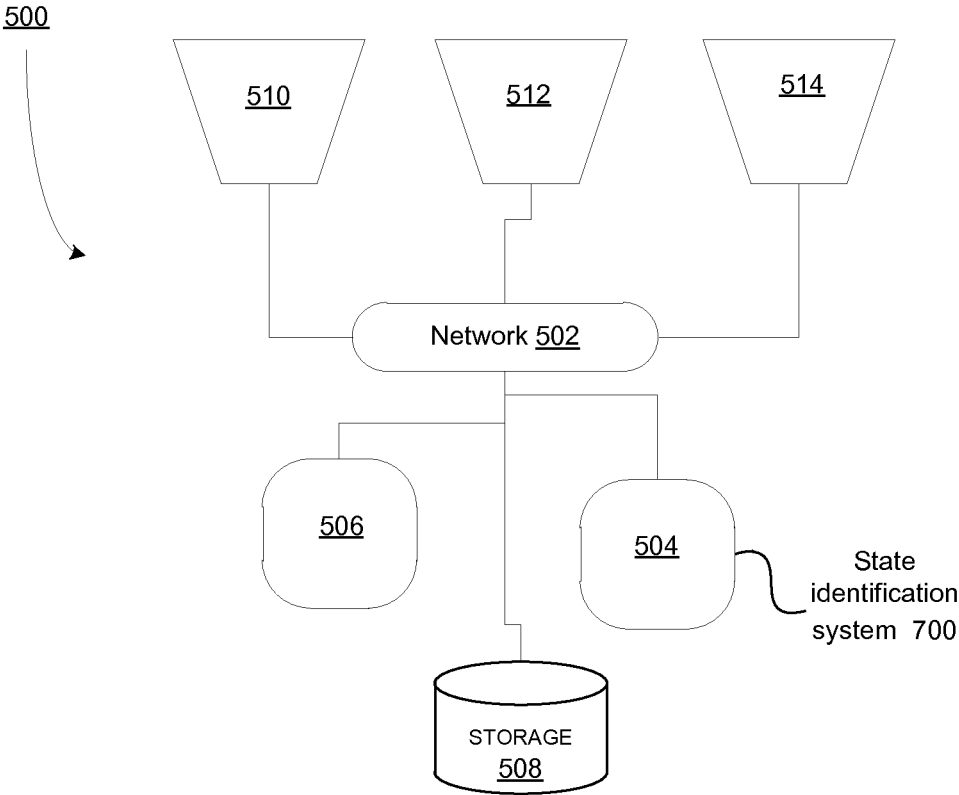 500
510
512
514
Network 502
506
504
State
identification
system 700
STORAGE
508